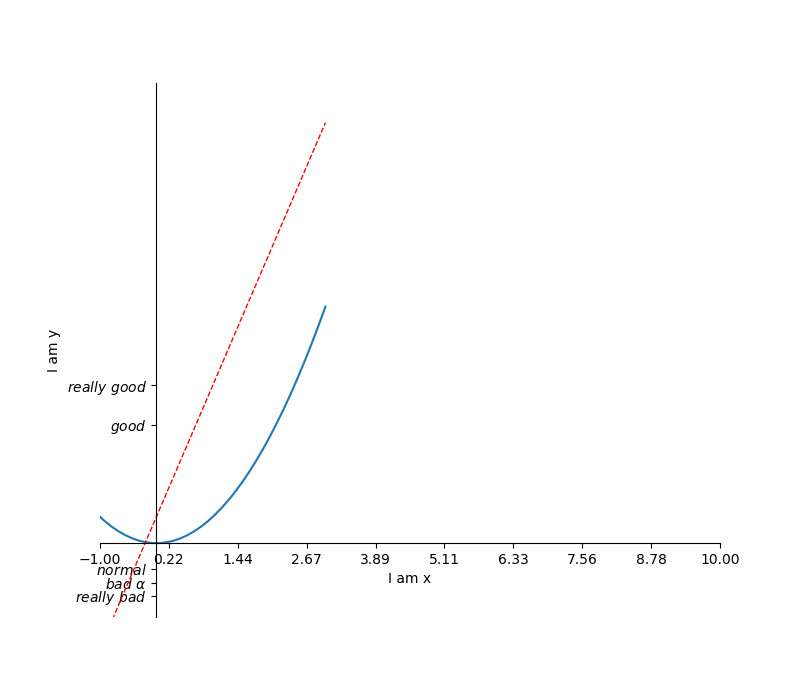 I am y
really good
good
-1.00 0.22 1.44 2.67 3.89 5.11 6.33 7.56 8.78 10.00
normal
I am x
bad α
really bad